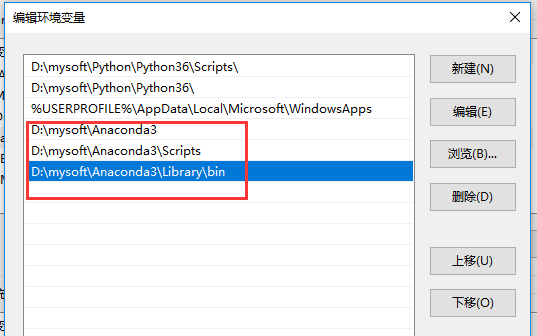 编辑环境变量
D:\mysoft\Python\Python36\Scripts\
D:\mysoft\Python\Python36\
%USERPROFILE%\AppData\Local\Microsoft\WindowsApps
D:\mysoft\Anaconda3
D:\mysoft\Anaconda3\Scripts
D:\mysoft\Anaconda3\Library\bin
新建(N)
编辑(E)
浏览(B)...
删除(D)
上移(U)
下移(O)